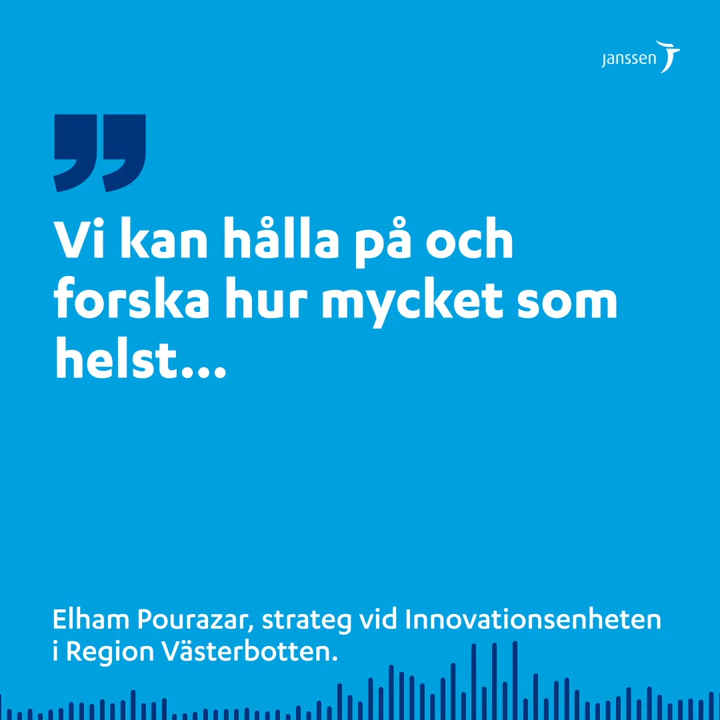 Janssen
”
Vi kan hålla på och
forska hur mycket som
helst...
Elham Pourazar, strateg vid Innovationsenheten
i Region Västerbotten.